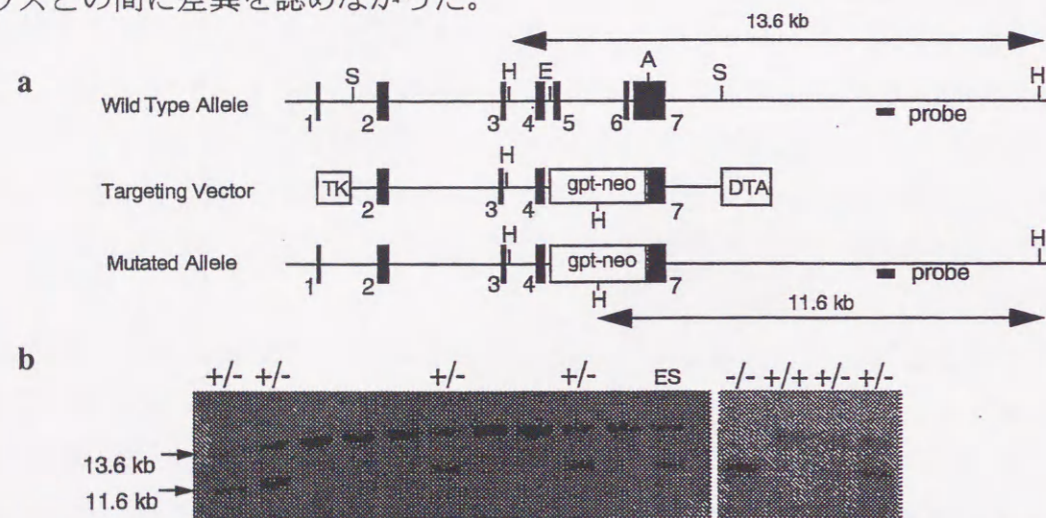 スとの間に差異を認めなかった。
13.6 kb
a
S H E A S H
Wild Type Allele
1 2 3 4 5 6 7 probe
H
Targeting Vector TK gpt-neo DTA
2 3 4 H 7
H H
Mutated Allele gpt-neo
1 2 3 4 H 7 probe
11.6 kb
b
+/- +/- +/- +/- ES -/- +/+ +/- +/-
13.6 kb
11.6 kb